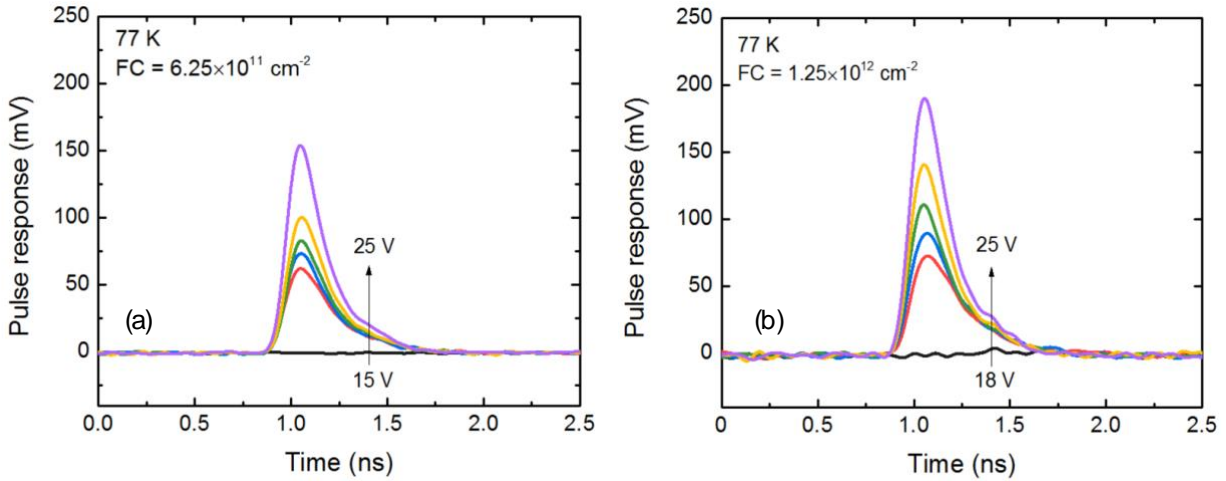 250
200
150
100
50
0
Pulse response (mV)
77 K
FC = 6.25×10¹¹ cm⁻²
25 V
(a)
15 V
0.0 0.5 1.0 1.5 2.0 2.5
Time (ns)
250
200
150
100
50
0
Pulse response (mV)
77 K
FC = 1.25×10¹² cm⁻²
25 V
(b)
18 V
0 0.5 1.0 1.5 2.0 2.5
Time (ns)